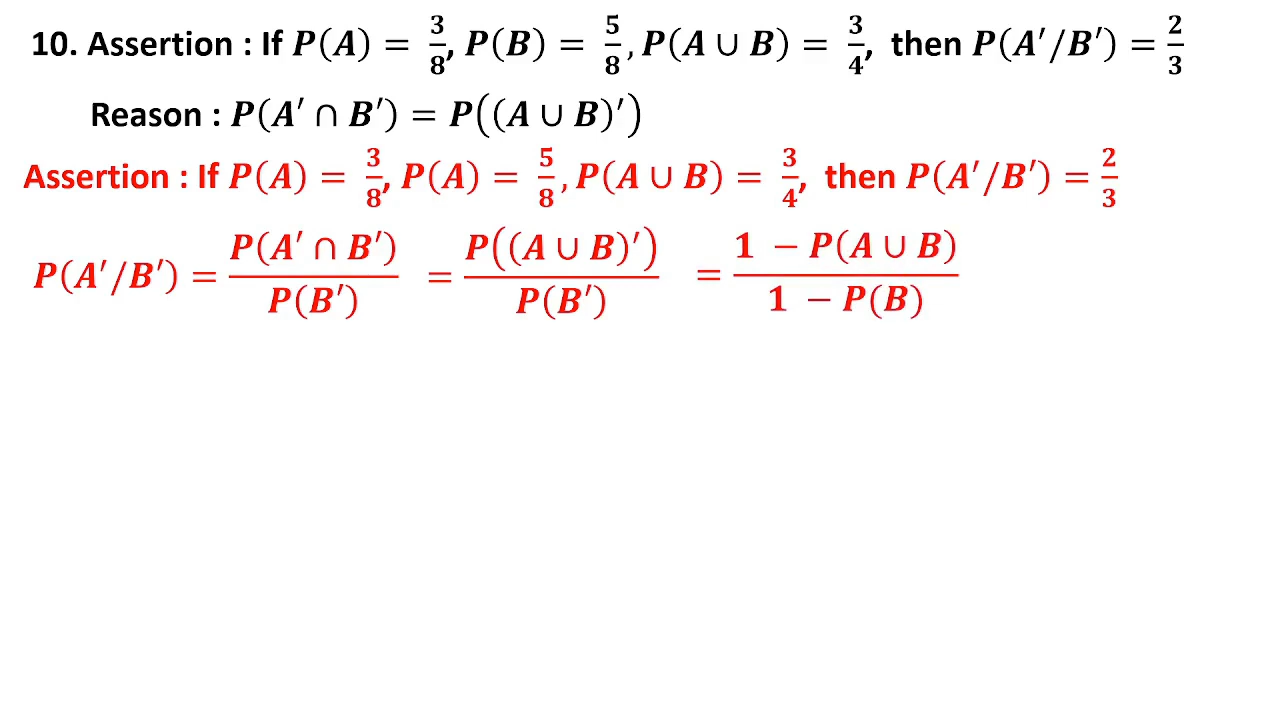 10. Assertion : If P(A) = 3/8, P(B) = 5/8, P(A ∪ B) = 3/4, then P(A′/B′) = 2/3
Reason : P(A′ ∩ B′) = P((A ∪ B)′)
Assertion : If P(A) = 3/8, P(A) = 5/8, P(A ∪ B) = 3/4, then P(A′/B′) = 2/3
P(A′/B′) = P(A′ ∩ B′)/P(B′) = P((A ∪ B)′)/P(B′) = (1 − P(A ∪ B))/(1 − P(B))